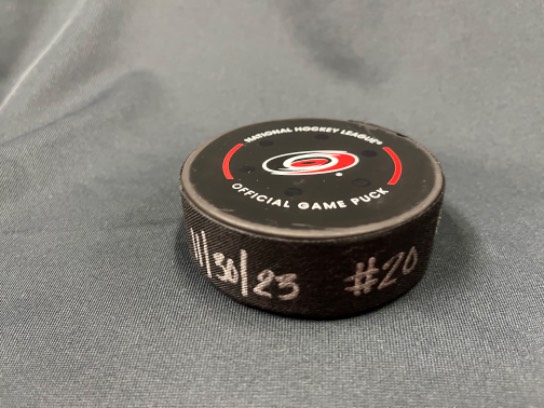 NATIONAL HOCKEY LEAGUE®
OFFICIAL GAME PUCK
11/30/23 #20